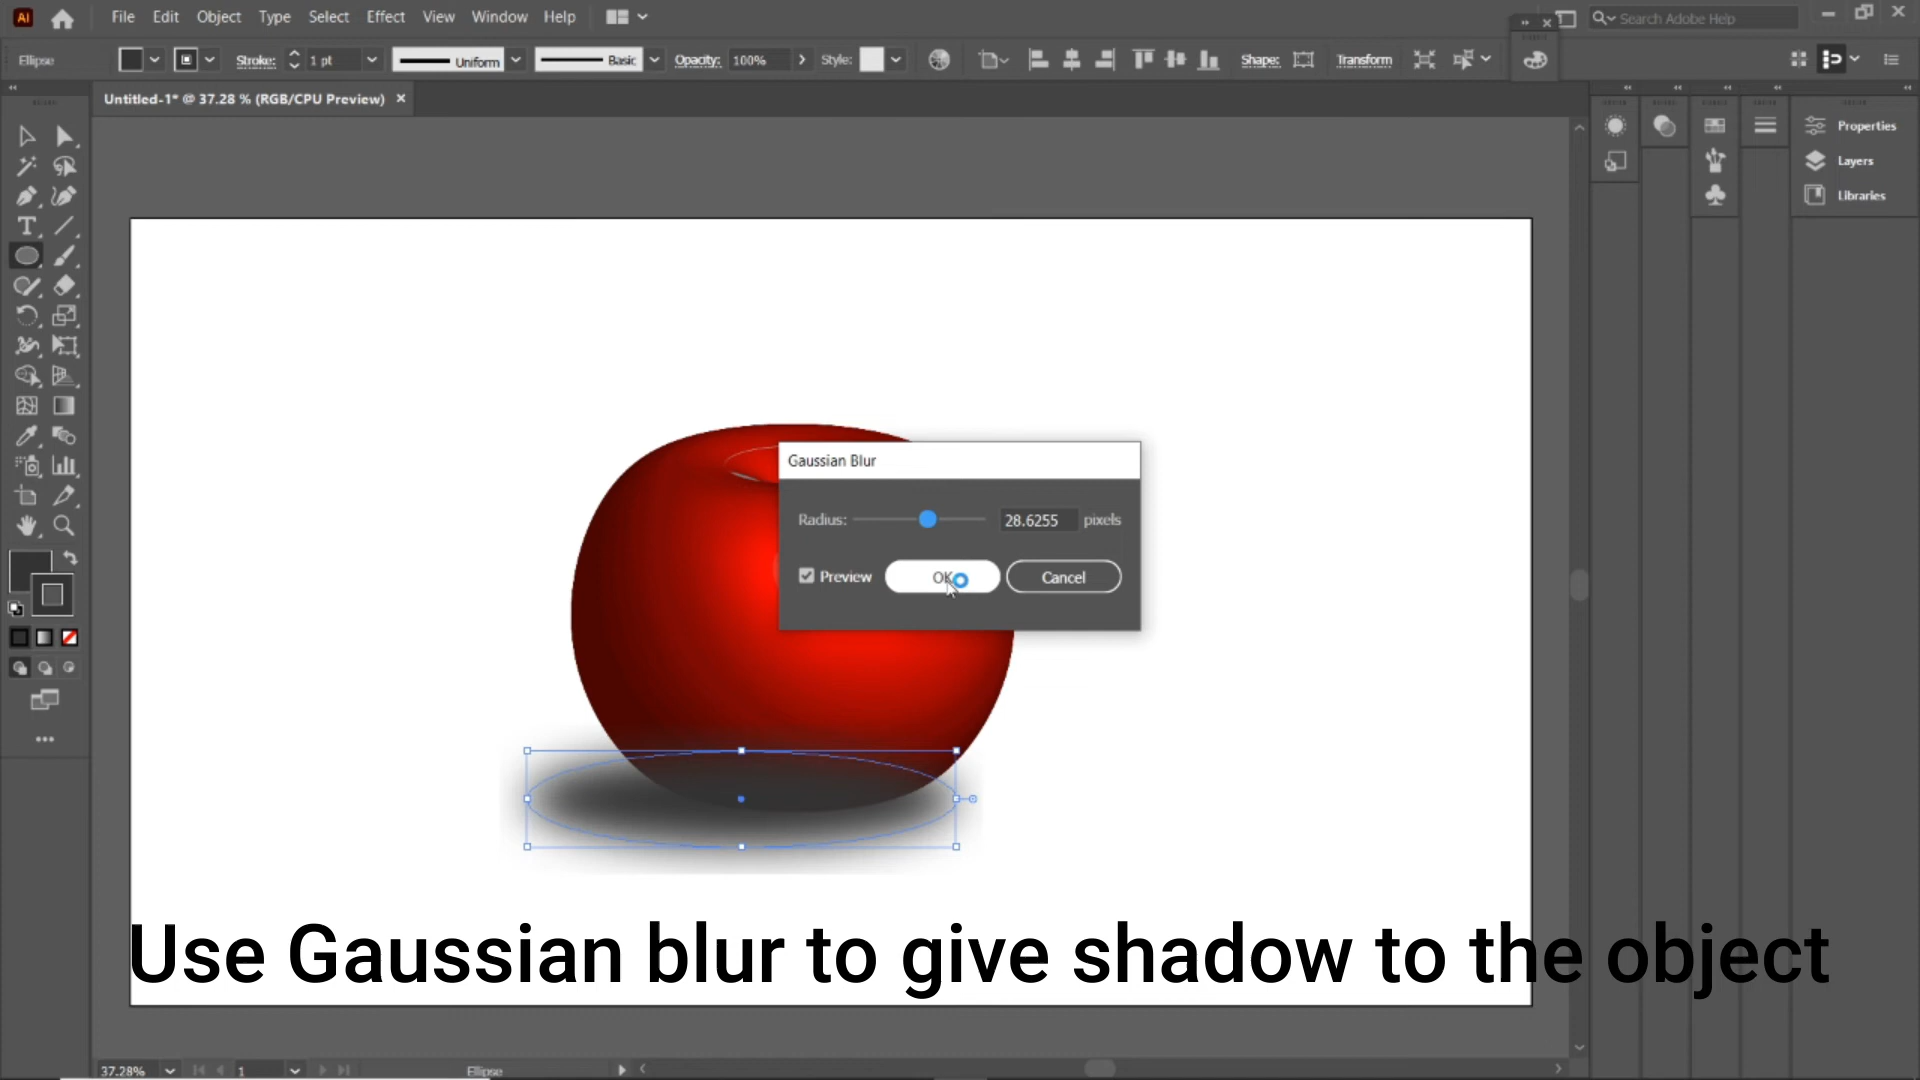 Ai File Edit Object Type Select Effect View Window Help Search Adobe Help
Ellipse Stroke: 1 pt Uniform Basic Opacity: 100% Style: Shape: Transform
Untitled-1* @ 37.28 % (RGB/CPU Preview) ×
Properties
Layers
Libraries
Gaussian Blur
Radius: 28.6255 pixels
Preview OK Cancel
Use Gaussian blur to give shadow to the object
37.28% 1 Ellipse